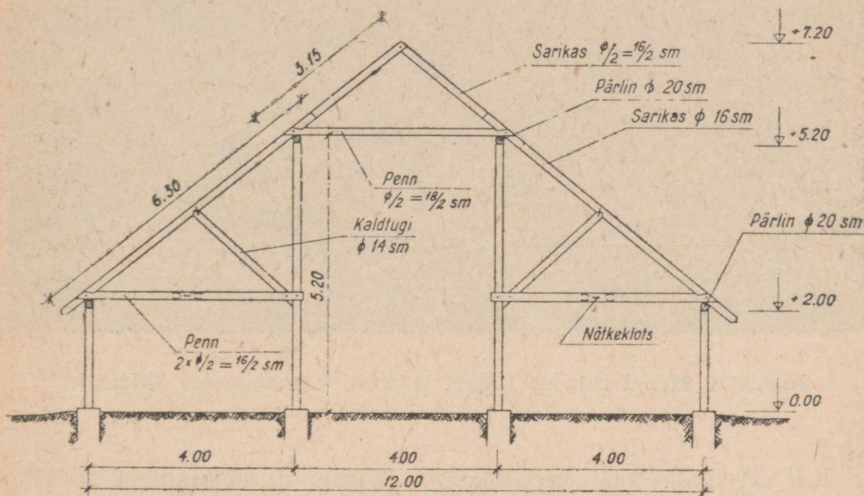 +7.20
3.15
Sarikas ϕ/2 = 16/2 sm
Pärlin ϕ 20 sm
Sarikas ϕ 16 sm
+5.20
6.30
Penn
ϕ/2 = 18/2 sm
Kaldtugi
ϕ 14 sm
5.20
Pärlin ϕ 20 sm
+2.00
Penn
2× ϕ/2 = 16/2 sm
Nõtkeklots
0.00
4.00 4.00 4.00
12.00